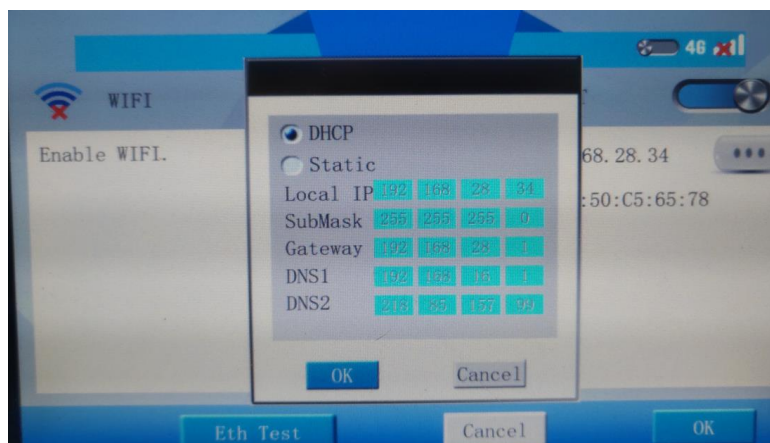 4G
WIFI
Enable WIFI.
DHCP
Static
Local IP 192 168 28 34
SubMask 255 255 255 0
Gateway 192 168 28 1
DNS1 192 168 16 1
DNS2 218 85 157 99
68.28.34
:50:C5:65:78
OK
Cancel
Eth Test
Cancel
OK